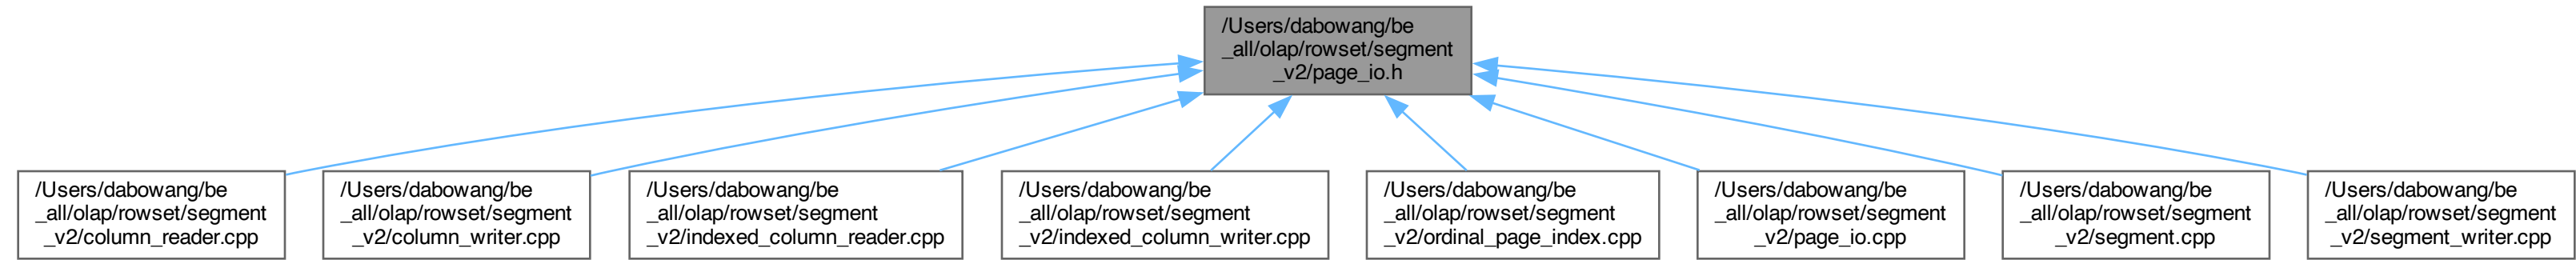 /Users/dabowang/be
_all/olap/rowset/segment
_v2/page_io.h
/Users/dabowang/be
_all/olap/rowset/segment
_v2/column_reader.cpp
/Users/dabowang/be
_all/olap/rowset/segment
_v2/column_writer.cpp
/Users/dabowang/be
_all/olap/rowset/segment
_v2/indexed_column_reader.cpp
/Users/dabowang/be
_all/olap/rowset/segment
_v2/indexed_column_writer.cpp
/Users/dabowang/be
_all/olap/rowset/segment
_v2/ordinal_page_index.cpp
/Users/dabowang/be
_all/olap/rowset/segment
_v2/page_io.cpp
/Users/dabowang/be
_all/olap/rowset/segment
_v2/segment.cpp
/Users/dabowang/be
_all/olap/rowset/segment
_v2/segment_writer.cpp